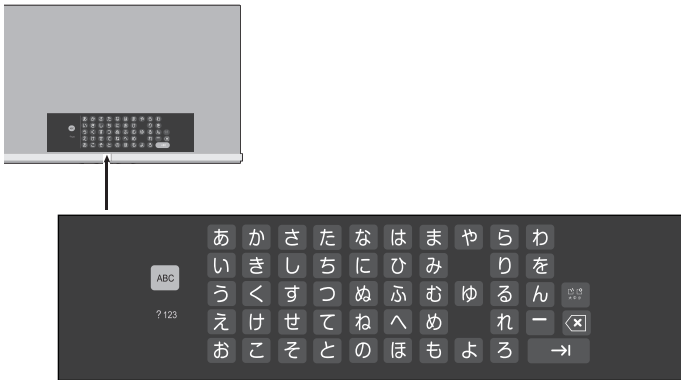 あ か さ た な は ま や ら わ
い き し ち に ひ み り を
ABC
う く す つ ぬ ふ む ゆ る ん
? 123
え け せ て ね へ め れ ー
お こ そ と の ほ も よ ろ →|